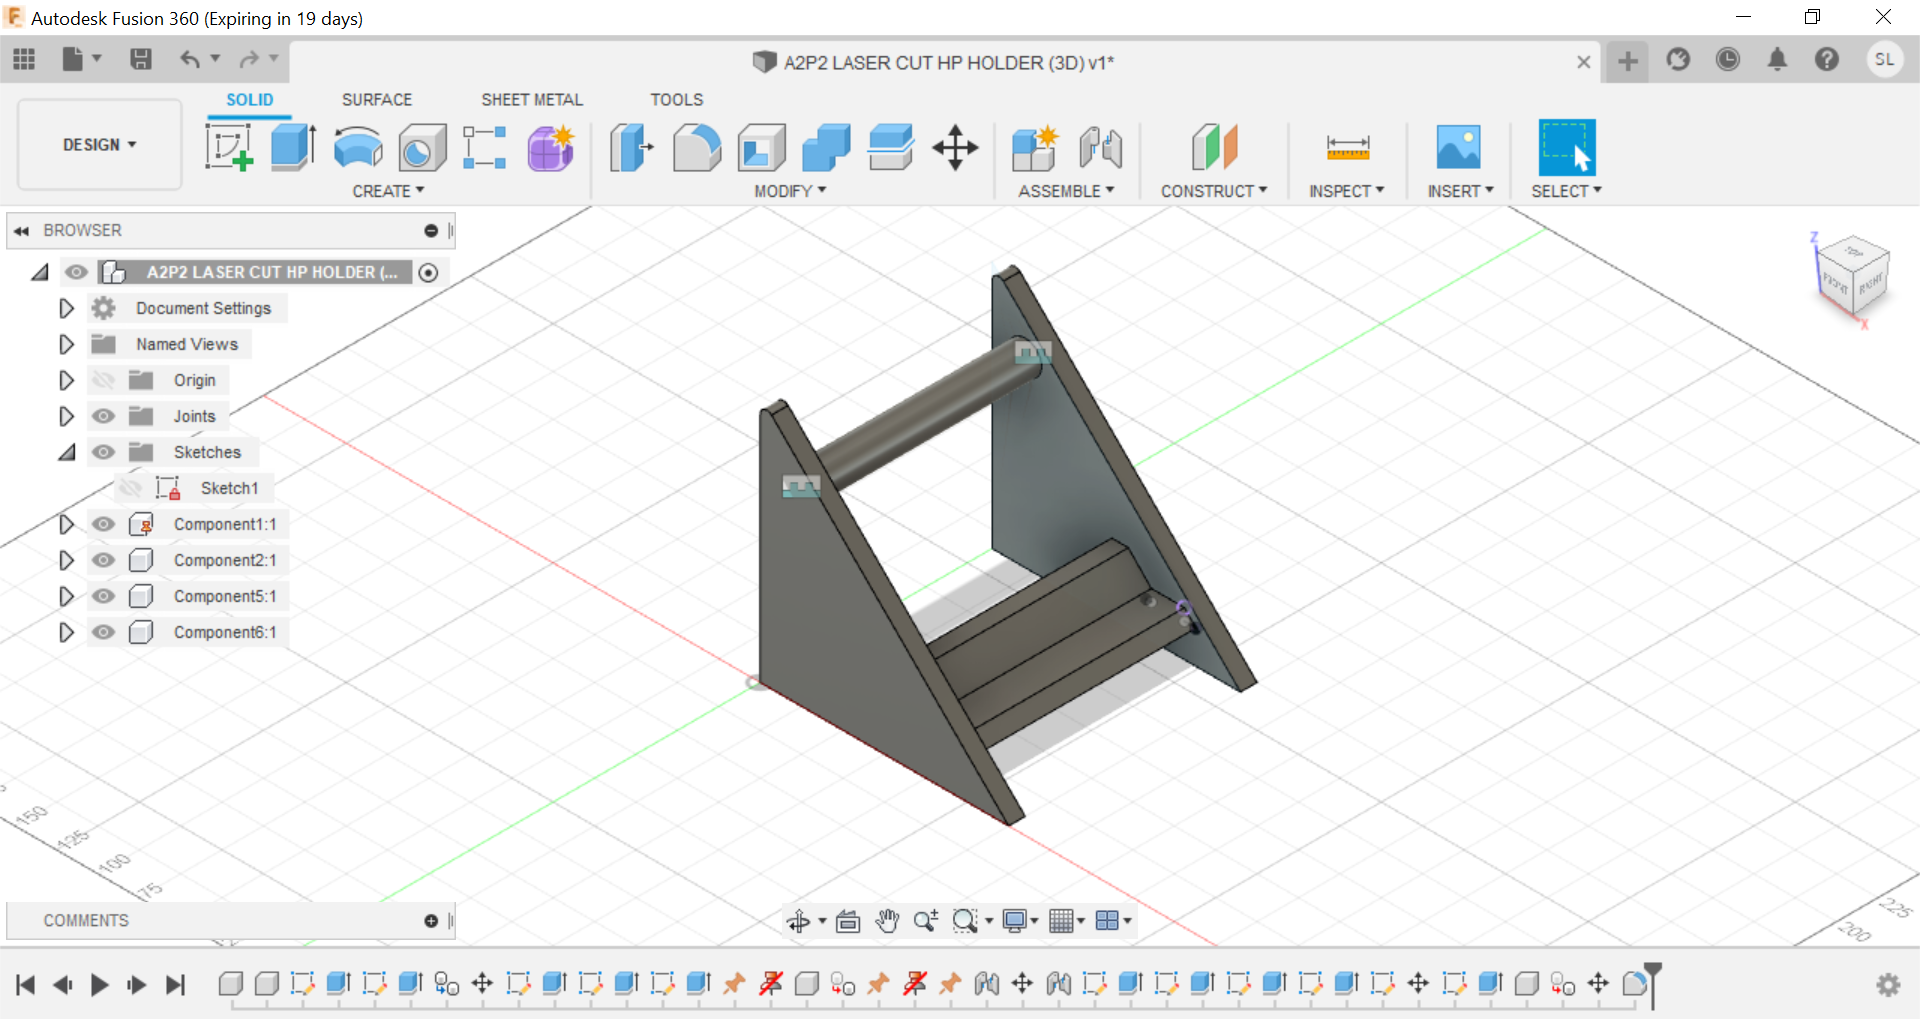 Autodesk Fusion 360 (Expiring in 19 days)
A2P2 LASER CUT HP HOLDER (3D) v1*
SL
SOLID
SURFACE
SHEET METAL
TOOLS
DESIGN
CREATE
MODIFY
ASSEMBLE
CONSTRUCT
INSPECT
INSERT
SELECT
BROWSER
A2P2 LASER CUT HP HOLDER (...
Document Settings
Named Views
Origin
Joints
Sketches
Sketch1
Component1:1
Component2:1
Component5:1
Component6:1
Z
TOP
FRONT
RIGHT
X
150
125
100
75
225
200
COMMENTS